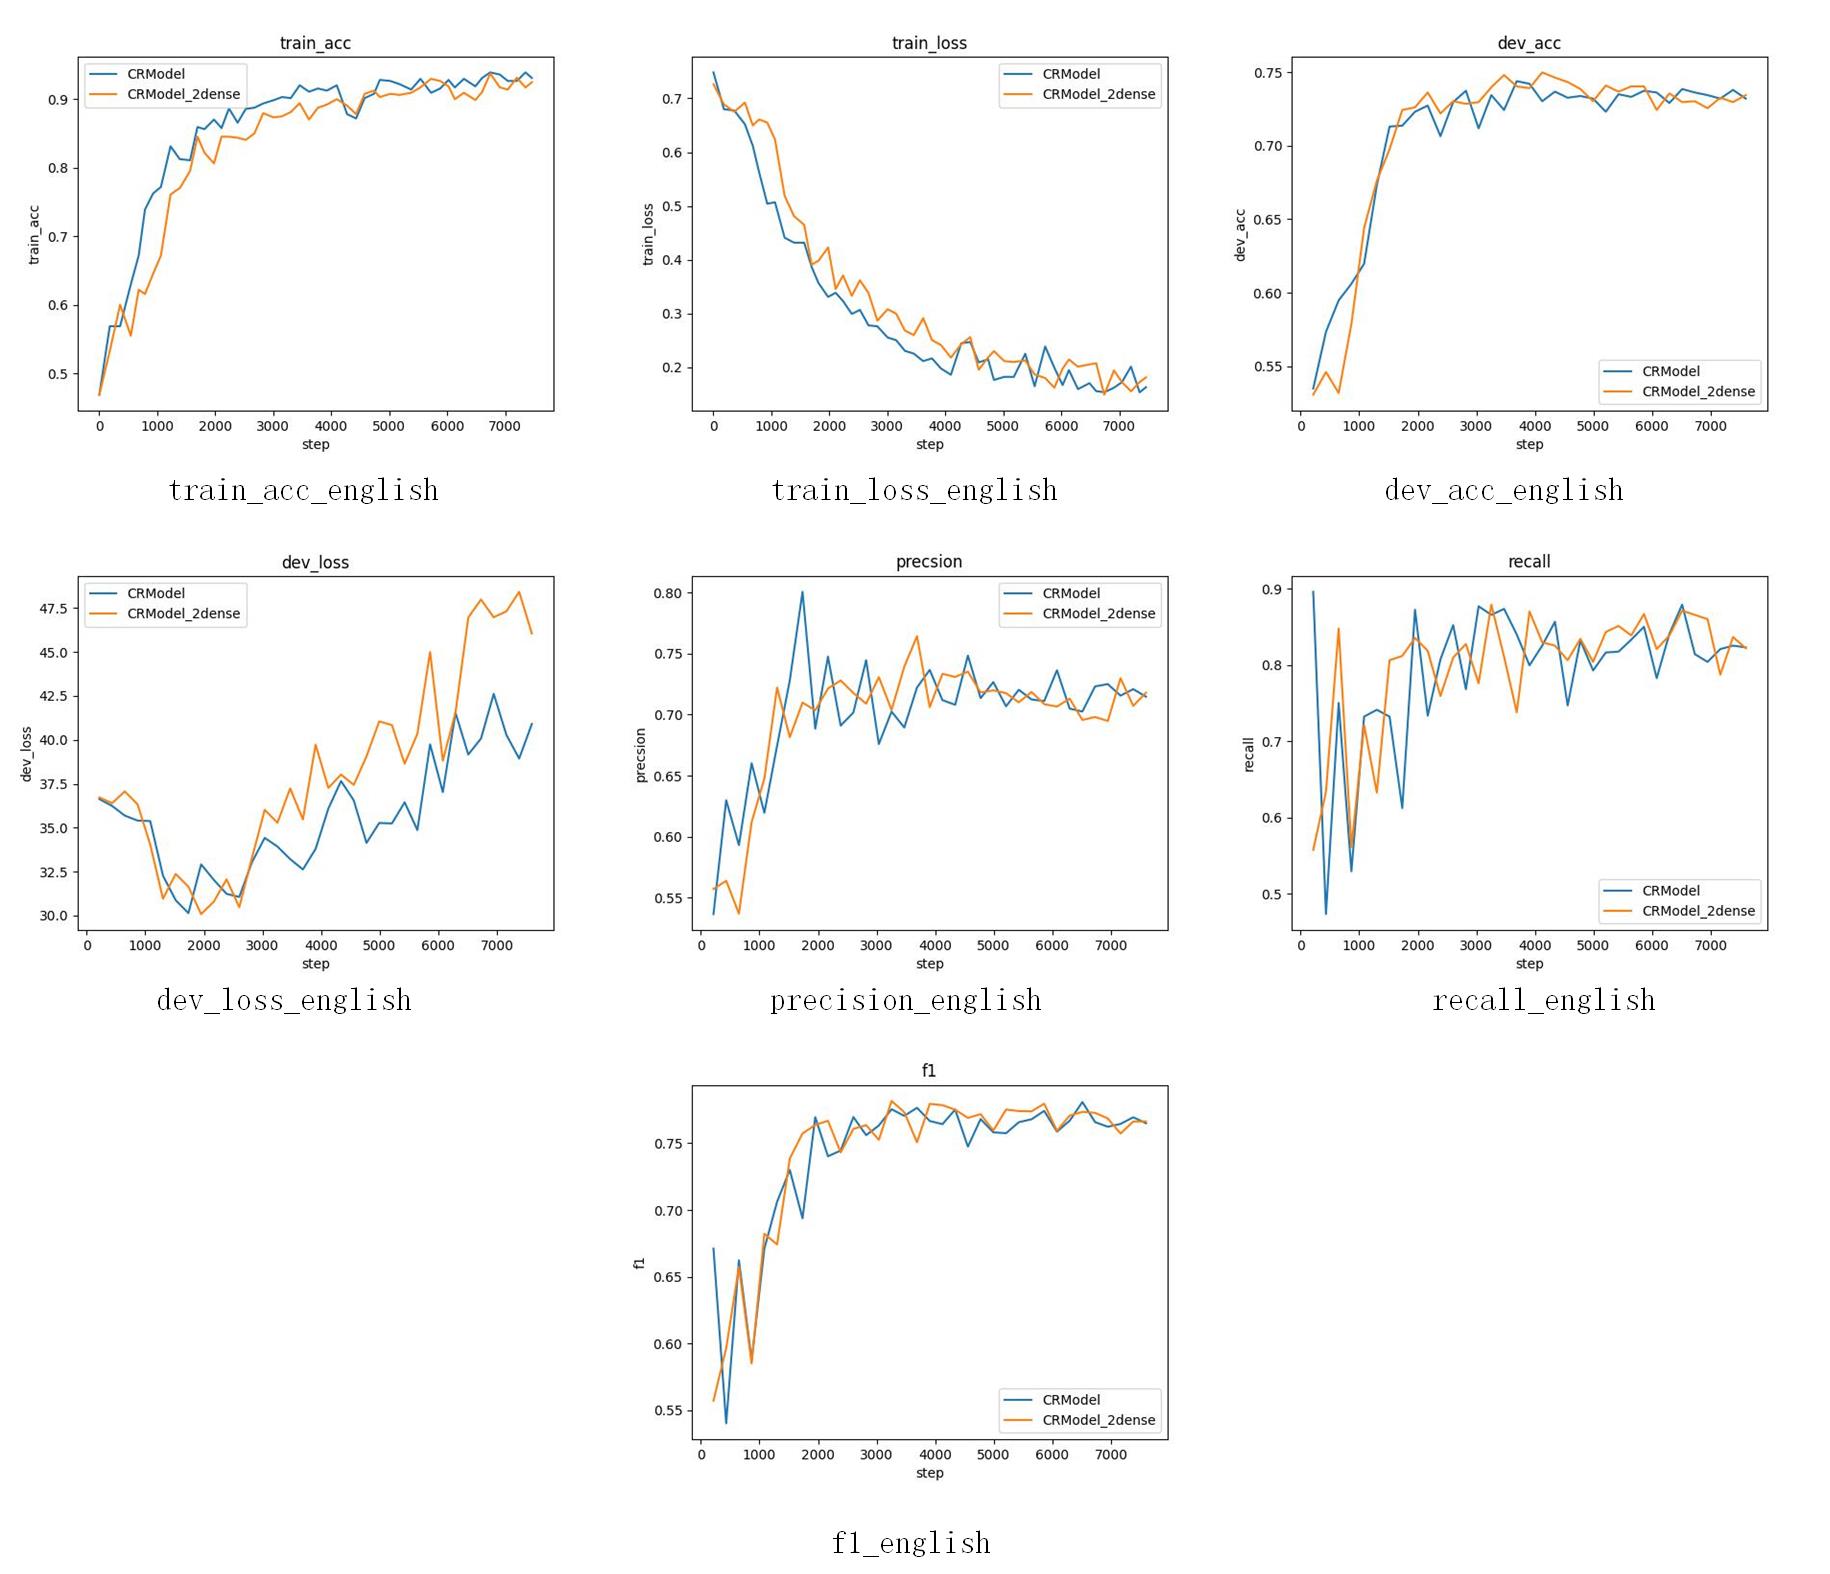 train_acc
CRModel
CRModel_2dense
train_acc
0.9
0.8
0.7
0.6
0.5
0 1000 2000 3000 4000 5000 6000 7000
step
train_acc_english
train_loss
CRModel
CRModel_2dense
train_loss
0.7
0.6
0.5
0.4
0.3
0.2
0 1000 2000 3000 4000 5000 6000 7000
step
train_loss_english
dev_acc
CRModel
CRModel_2dense
dev_acc
0.75
0.70
0.65
0.60
0.55
0 1000 2000 3000 4000 5000 6000 7000
step
dev_acc_english
dev_loss
CRModel
CRModel_2dense
dev_loss
47.5
45.0
42.5
40.0
37.5
35.0
32.5
30.0
0 1000 2000 3000 4000 5000 6000 7000
step
dev_loss_english
precsion
CRModel
CRModel_2dense
precsion
0.80
0.75
0.70
0.65
0.60
0.55
0 1000 2000 3000 4000 5000 6000 7000
step
precision_english
recall
CRModel
CRModel_2dense
recall
0.9
0.8
0.7
0.6
0.5
0 1000 2000 3000 4000 5000 6000 7000
step
recall_english
f1
CRModel
CRModel_2dense
f1
0.75
0.70
0.65
0.60
0.55
0 1000 2000 3000 4000 5000 6000 7000
step
f1_english